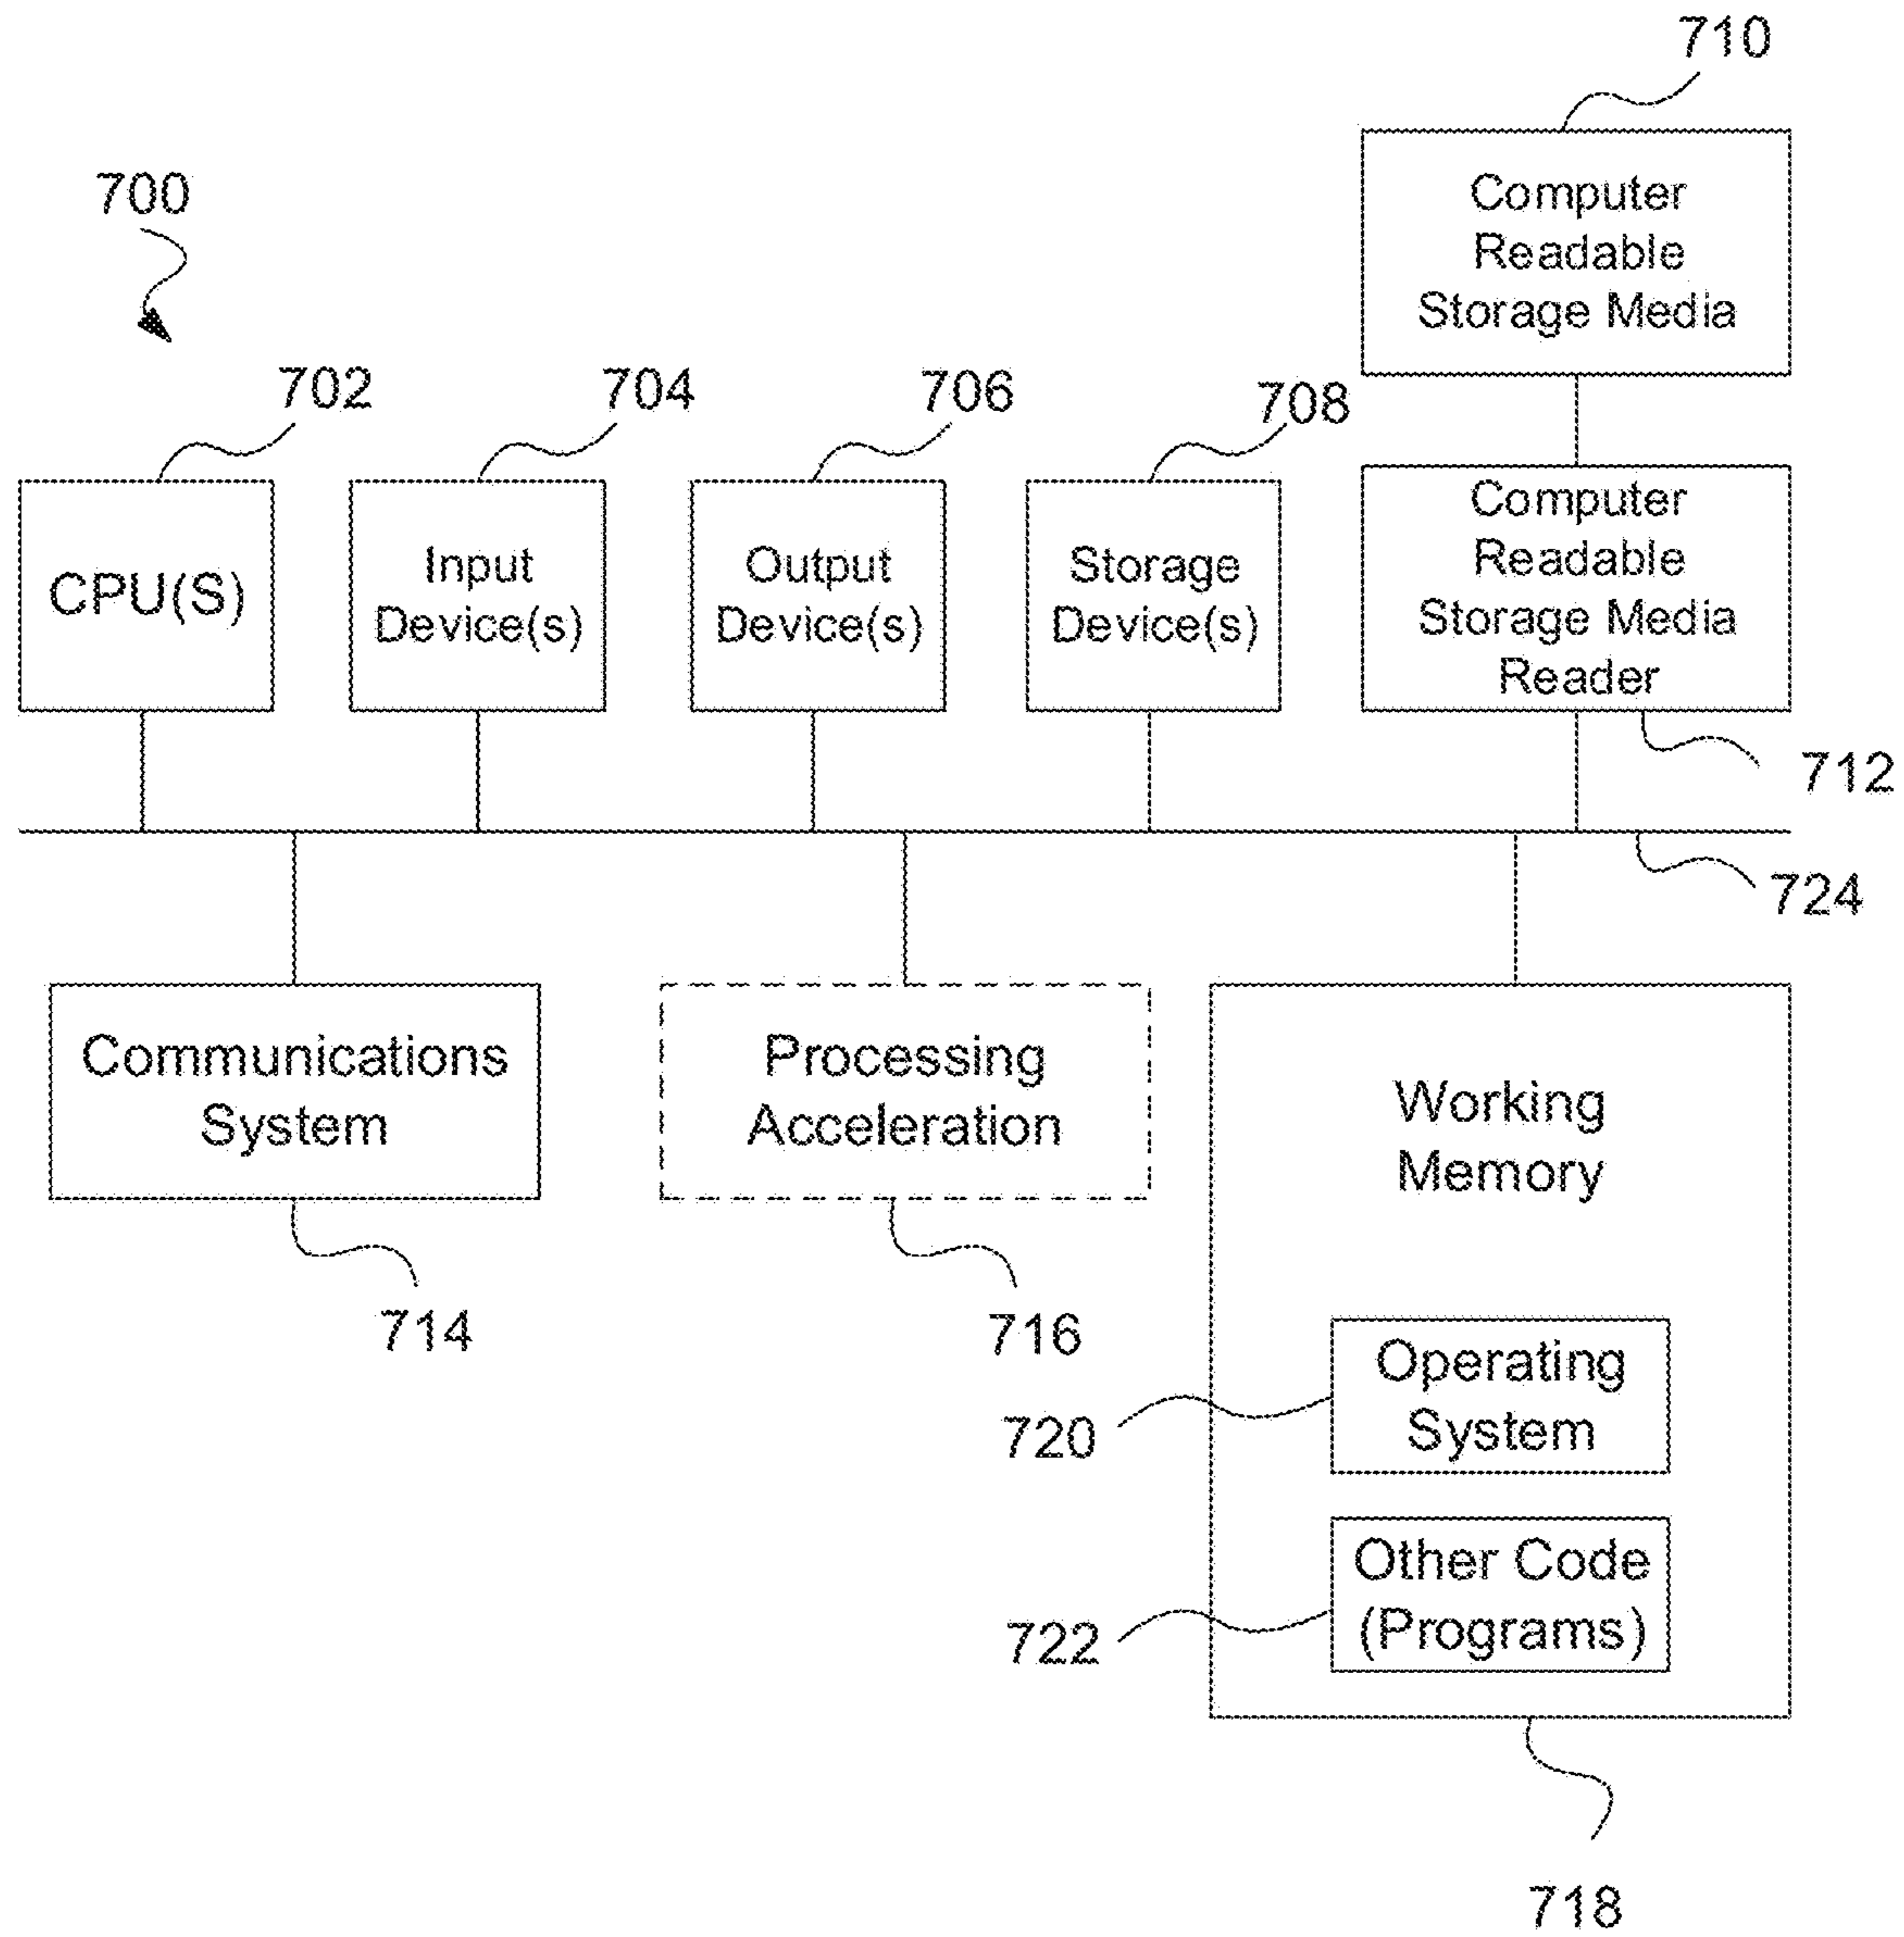 710
Computer
Readable
Storage Media
700
702
704
706
708
CPU(S)
Input
Device(s)
Output
Device(s)
Storage
Device(s)
Computer
Readable
Storage Media
Reader
712
724
Communications
System
714
Processing
Acceleration
716
Working
Memory
Operating
System
720
Other Code
(Programs)
722
718